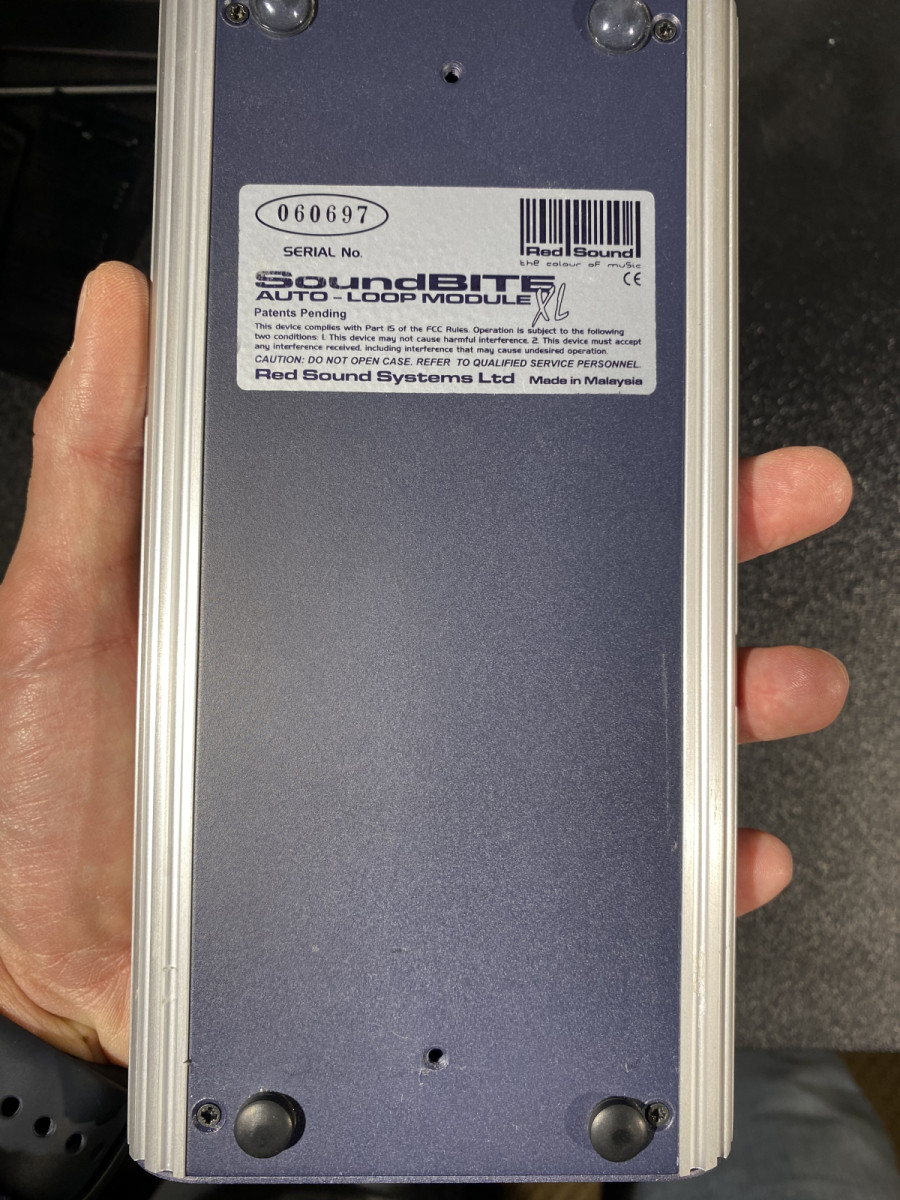 060697
SERIAL No.
Red Sound
the colour of music
CE
SoundBITE XL
AUTO - LOOP MODULE
Patents Pending
This device complies with Part 15 of the FCC Rules. Operation is subject to the following
two conditions: 1. This device may not cause harmful interference. 2. This device must accept
any interference received, including interference that may cause undesired operation.
CAUTION: DO NOT OPEN CASE. REFER TO QUALIFIED SERVICE PERSONNEL.
Red Sound Systems Ltd Made in Malaysia